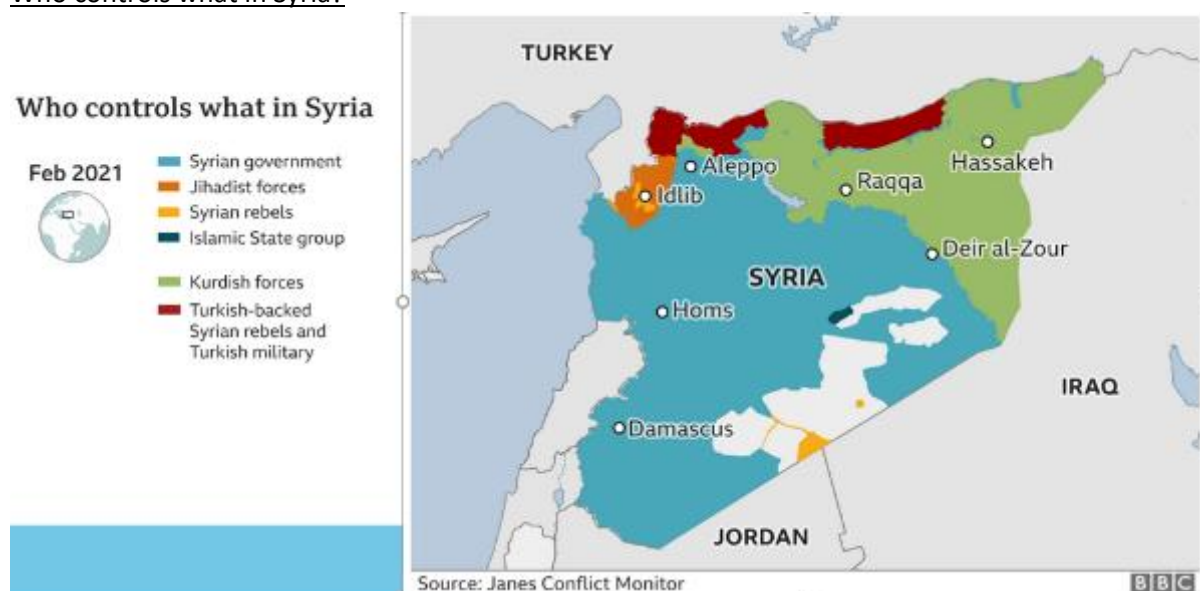 Who controls what in Syria?
Who controls what in Syria
Feb 2021
Syrian government
Jihadist forces
Syrian rebels
Islamic State group
Kurdish forces
Turkish-backed
Syrian rebels and
Turkish military
TURKEY
Aleppo
Idlib
Raqqa
Hassakeh
Deir al-Zour
SYRIA
Homs
IRAQ
Damascus
JORDAN
Source: Janes Conflict Monitor
BBC